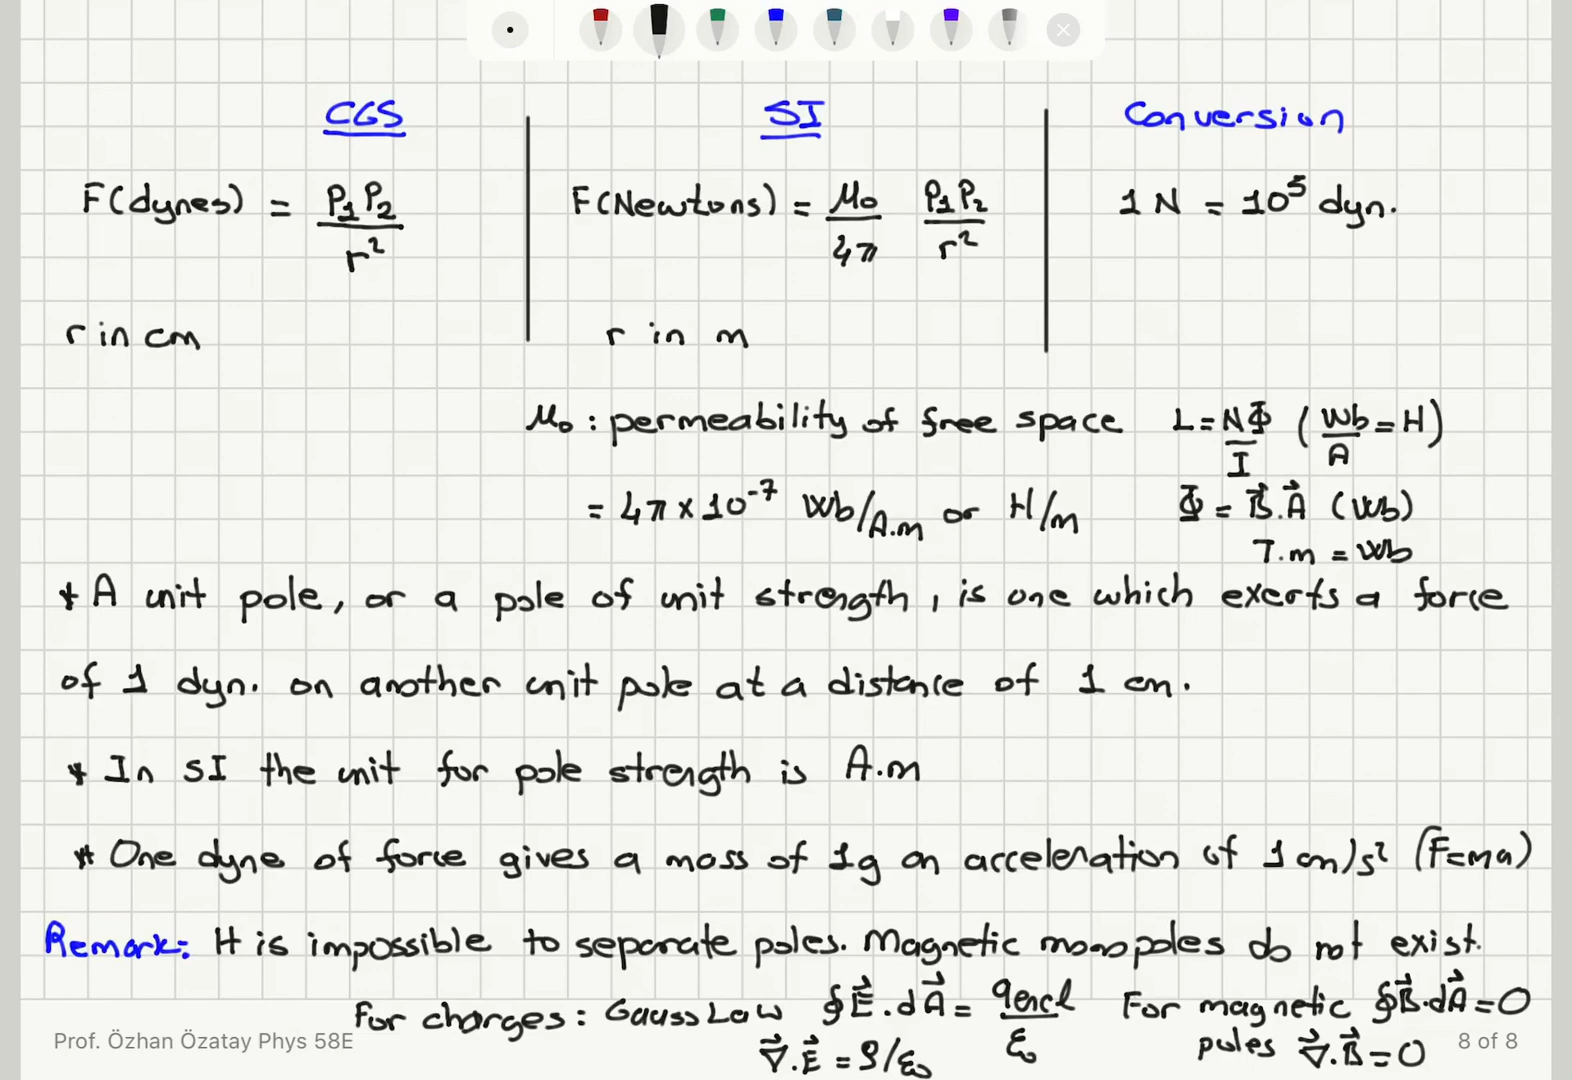 CGS SI Conversion
F(dynes) = P₁P₂/r² F(Newtons) = μ₀/4π P₁P₂/r² 1 N = 10⁵ dyn.
r in cm r in m
μ₀ : permeability of free space L = NΦ/I (Wb/A = H)
= 4π x 10⁻⁷ Wb/A.m or H/m Φ = B⃗.A⃗ (Wb)
T.m = Wb
* A unit pole, or a pole of unit strength, is one which exerts a force
of 1 dyn. on another unit pole at a distance of 1 cm.
* In SI the unit for pole strength is A.m
* One dyne of force gives a mass of 1g an acceleration of 1 cm/s² (F=ma)
Remark: It is impossible to separate poles. Magnetic monopoles do not exist.
For charges: Gauss Law ∮E⃗.dA⃗ = qencl/ε₀ For magnetic ∮B⃗.dA⃗ = 0
∇⃗.E⃗ = ρ/ε₀ poles ∇⃗.B⃗ = 0
Prof. Özhan Özatay Phys 58E 8 of 8